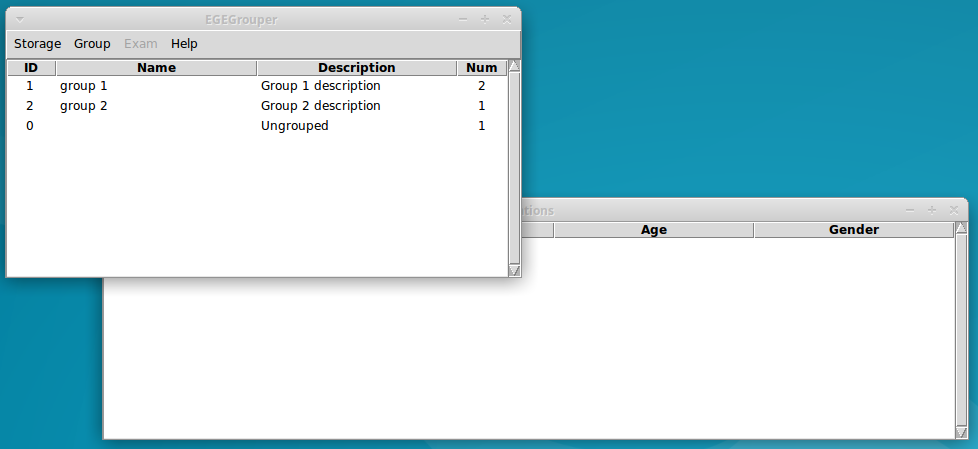 EGEGrouper
Storage Group Exam Help
ID Name Description Num
1 group 1 Group 1 description 2
2 group 2 Group 2 description 1
0 Ungrouped 1
Age Gender